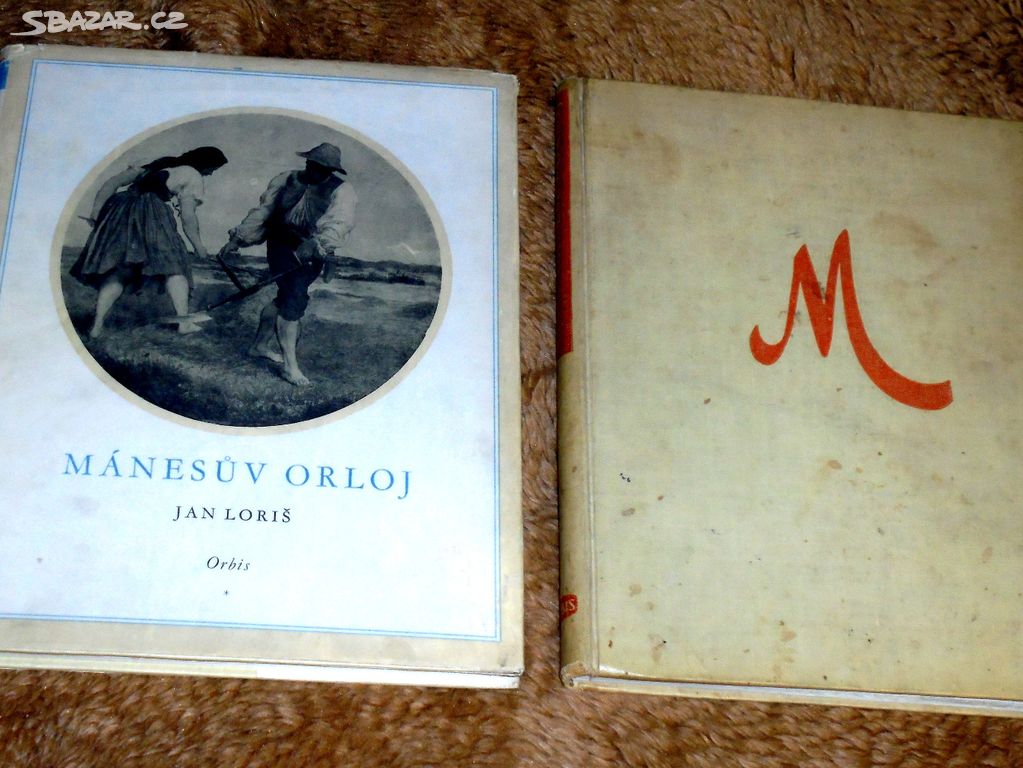 SBAZAR.CZ
MÁNESŮV ORLOJ
JAN LORIŠ
Orbis
*
M